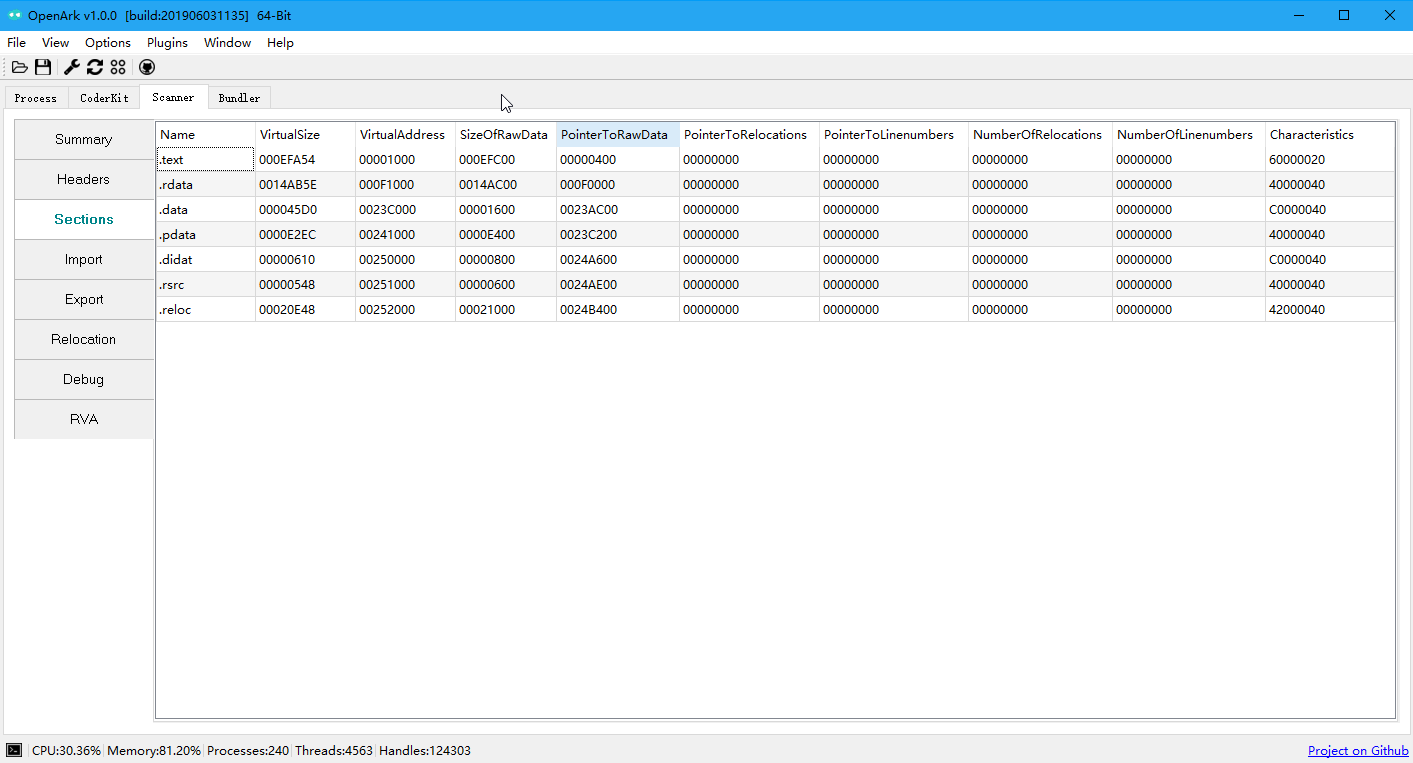 OpenArk v1.0.0 [build:201906031135] 64-Bit
File View Options Plugins Window Help
Process CoderKit Scanner Bundler
Summary
Headers
Sections
Import
Export
Relocation
Debug
RVA
Name VirtualSize VirtualAddress SizeOfRawData PointerToRawData PointerToRelocations PointerToLinenumbers NumberOfRelocations NumberOfLinenumbers Characteristics
.text 000EFA54 00001000 000EFC00 00000400 00000000 00000000 00000000 00000000 60000020
.rdata 0014AB5E 000F1000 0014AC00 000F0000 00000000 00000000 00000000 00000000 40000040
.data 000045D0 0023C000 00001600 0023AC00 00000000 00000000 00000000 00000000 C0000040
.pdata 0000E2EC 00241000 0000E400 0023C200 00000000 00000000 00000000 00000000 40000040
.didat 00000610 00250000 00000800 0024A600 00000000 00000000 00000000 00000000 C0000040
.rsrc 00000548 00251000 00000600 0024AE00 00000000 00000000 00000000 00000000 40000040
.reloc 00020E48 00252000 00021000 0024B400 00000000 00000000 00000000 00000000 42000040
CPU:30.36% Memory:81.20% Processes:240 Threads:4563 Handles:124303
Project on Github